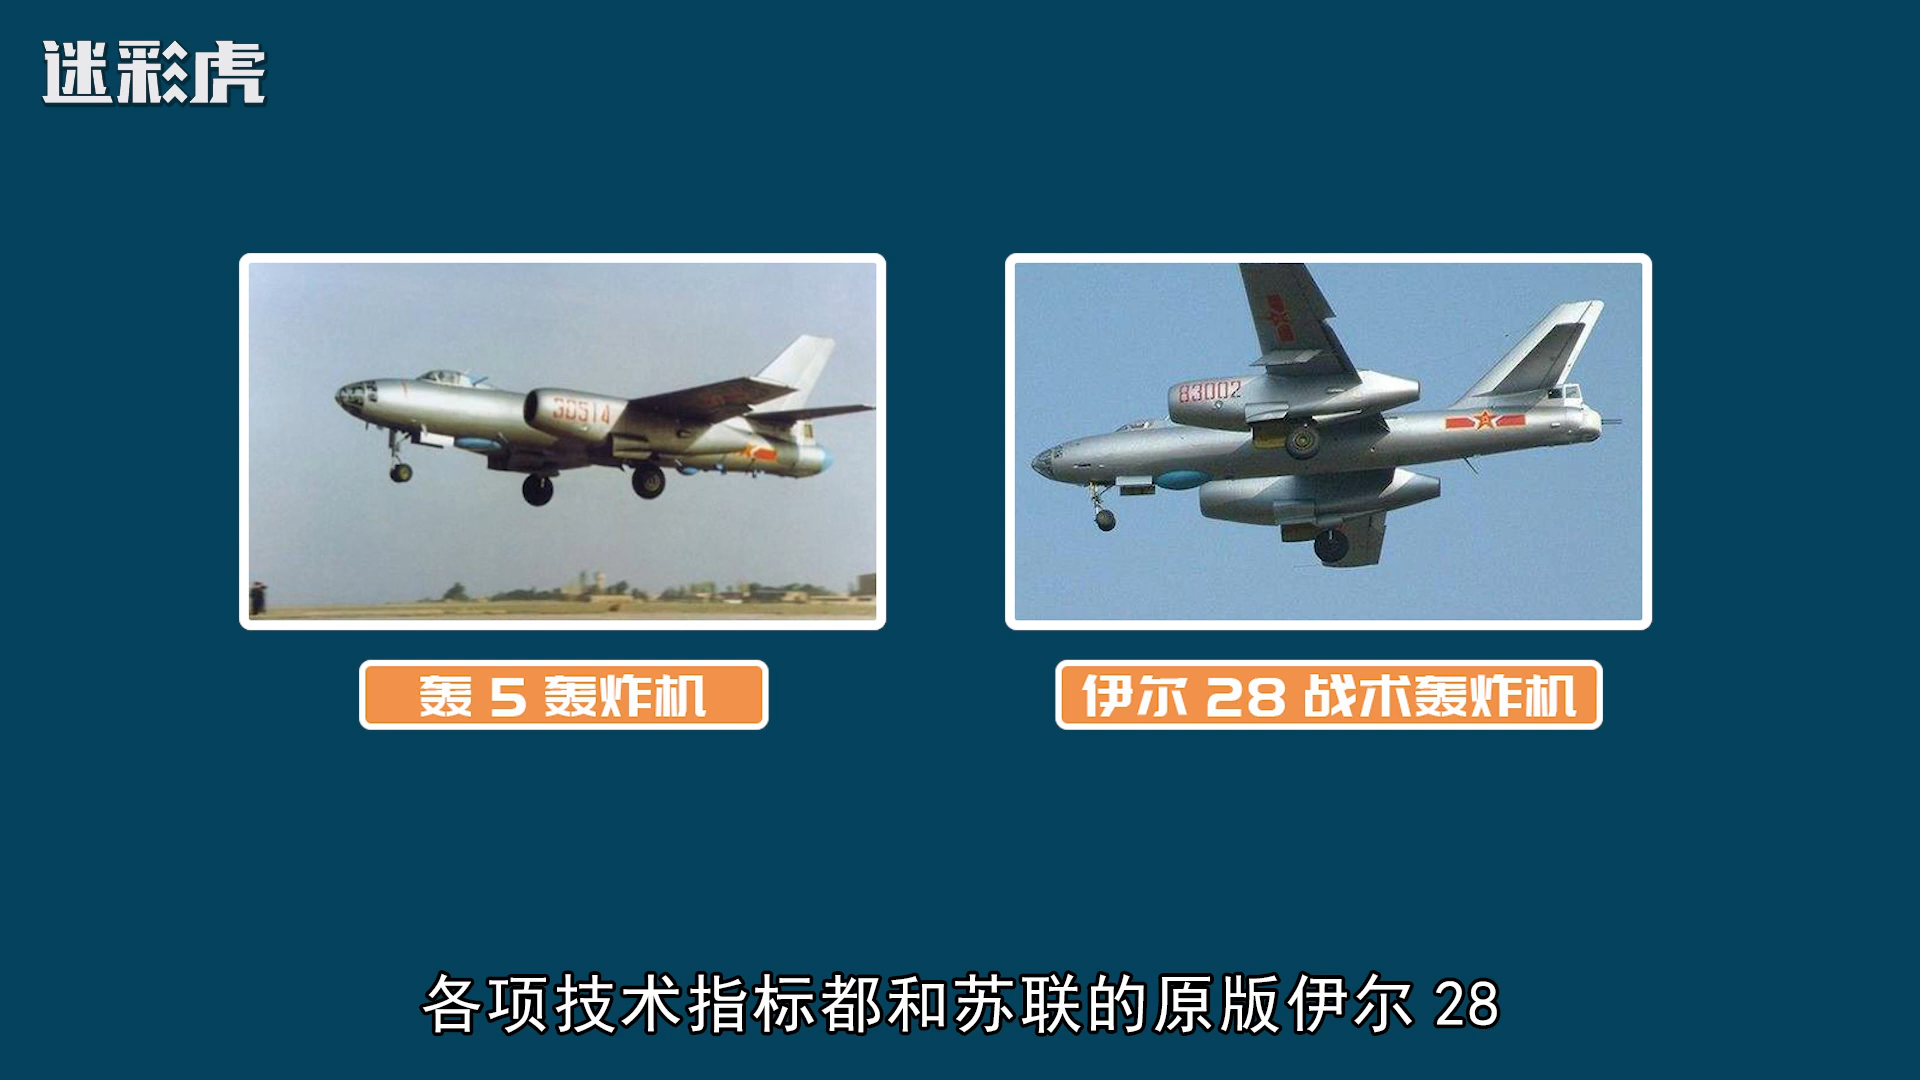 迷彩虎
30514
83002
轰 5 轰炸机
伊尔 28 战术轰炸机
各项技术指标都和苏联的原版伊尔 28